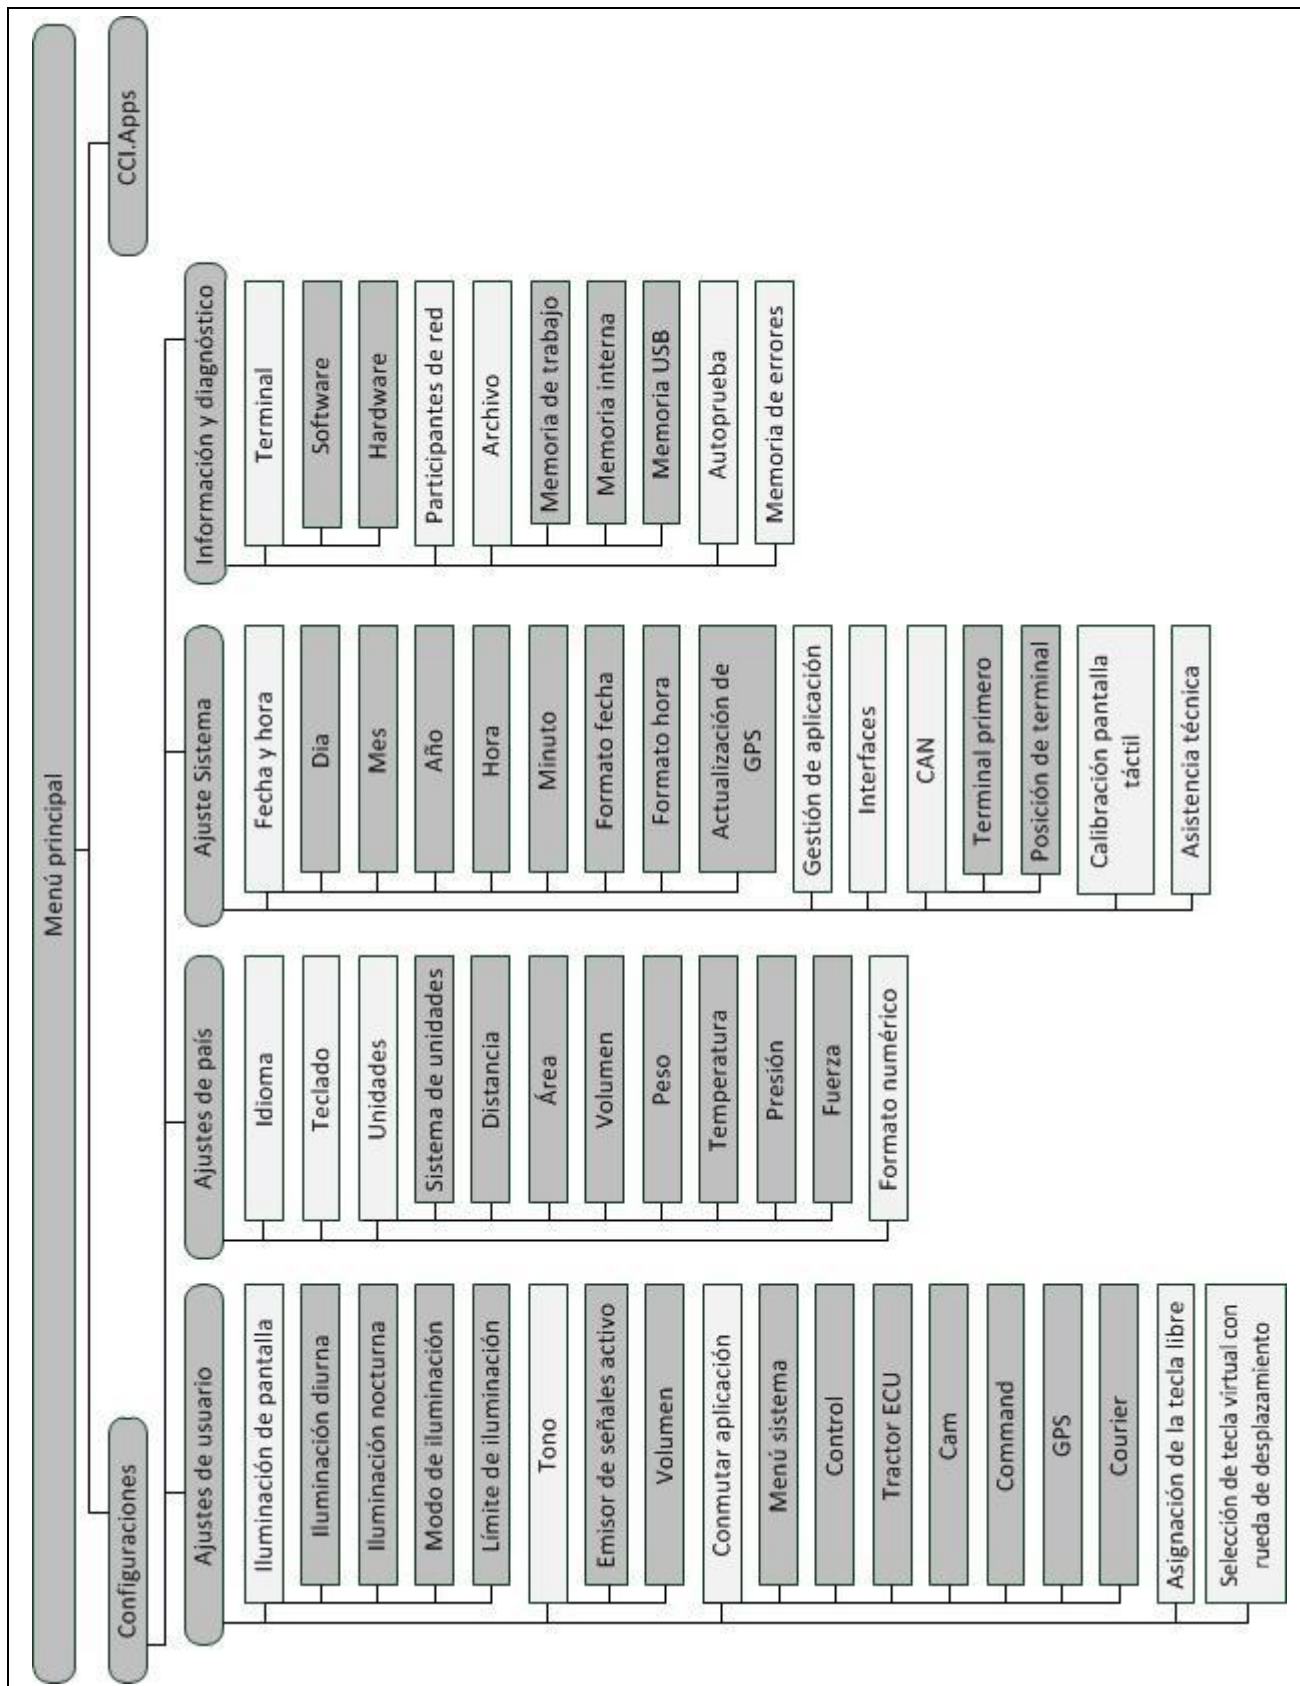 Menú principal
Configuraciones
CCI.Apps
Ajustes de usuario
Iluminación de pantalla
Iluminación diurna
Iluminación nocturna
Modo de iluminación
Límite de iluminación
Tono
Emisor de señales activo
Volumen
Conmutar aplicación
Menú sistema
Control
Tractor ECU
Cam
Command
GPS
Courier
Asignación de la tecla libre
Selección de tecla virtual con
rueda de desplazamiento
Ajustes de país
Idioma
Teclado
Unidades
Sistema de unidades
Distancia
Área
Volumen
Peso
Temperatura
Presión
Fuerza
Formato numérico
Ajuste Sistema
Fecha y hora
Dia
Mes
Año
Hora
Minuto
Formato fecha
Formato hora
Actualización de
GPS
Gestión de aplicación
Interfaces
CAN
Terminal primero
Posición de terminal
Calibración pantalla
táctil
Asistencia técnica
Información y diagnóstico
Terminal
Software
Hardware
Participantes de red
Archivo
Memoria de trabajo
Memoria interna
Memoria USB
Autoprueba
Memoria de errores